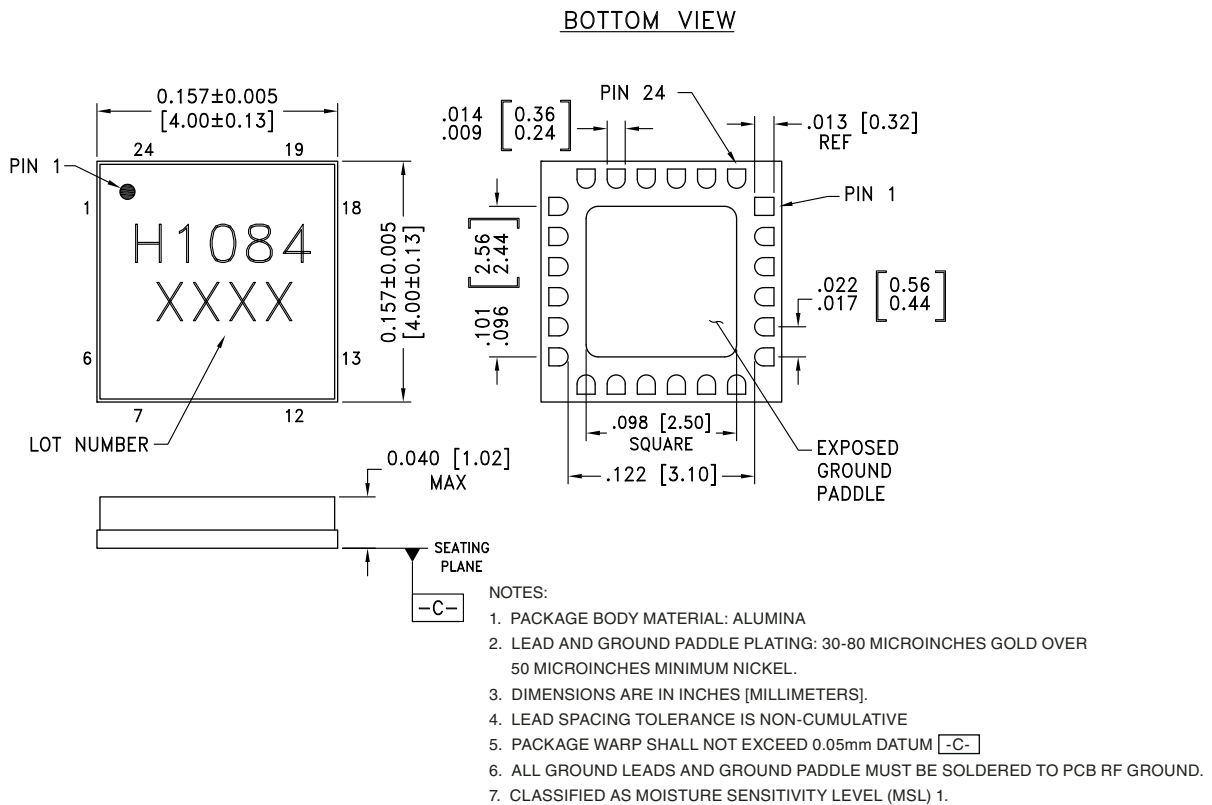 BOTTOM VIEW
0.157±0.005
[4.00±0.13]
24
19
PIN 1
1
18
H1084
XXXX
0.157±0.005
[4.00±0.13]
6
13
7
12
LOT NUMBER
PIN 24
.014 [0.36]
.009 [0.24]
.013 [0.32]
REF
PIN 1
[2.56]
[2.44]
.101
.096
.022 [0.56]
.017 [0.44]
.098 [2.50]
SQUARE
.122 [3.10]
EXPOSED
GROUND
PADDLE
0.040 [1.02]
MAX
SEATING
PLANE
-C-
NOTES:
1. PACKAGE BODY MATERIAL: ALUMINA
2. LEAD AND GROUND PADDLE PLATING: 30-80 MICROINCHES GOLD OVER
50 MICROINCHES MINIMUM NICKEL.
3. DIMENSIONS ARE IN INCHES [MILLIMETERS].
4. LEAD SPACING TOLERANCE IS NON-CUMULATIVE
5. PACKAGE WARP SHALL NOT EXCEED 0.05mm DATUM -C-
6. ALL GROUND LEADS AND GROUND PADDLE MUST BE SOLDERED TO PCB RF GROUND.
7. CLASSIFIED AS MOISTURE SENSITIVITY LEVEL (MSL) 1.